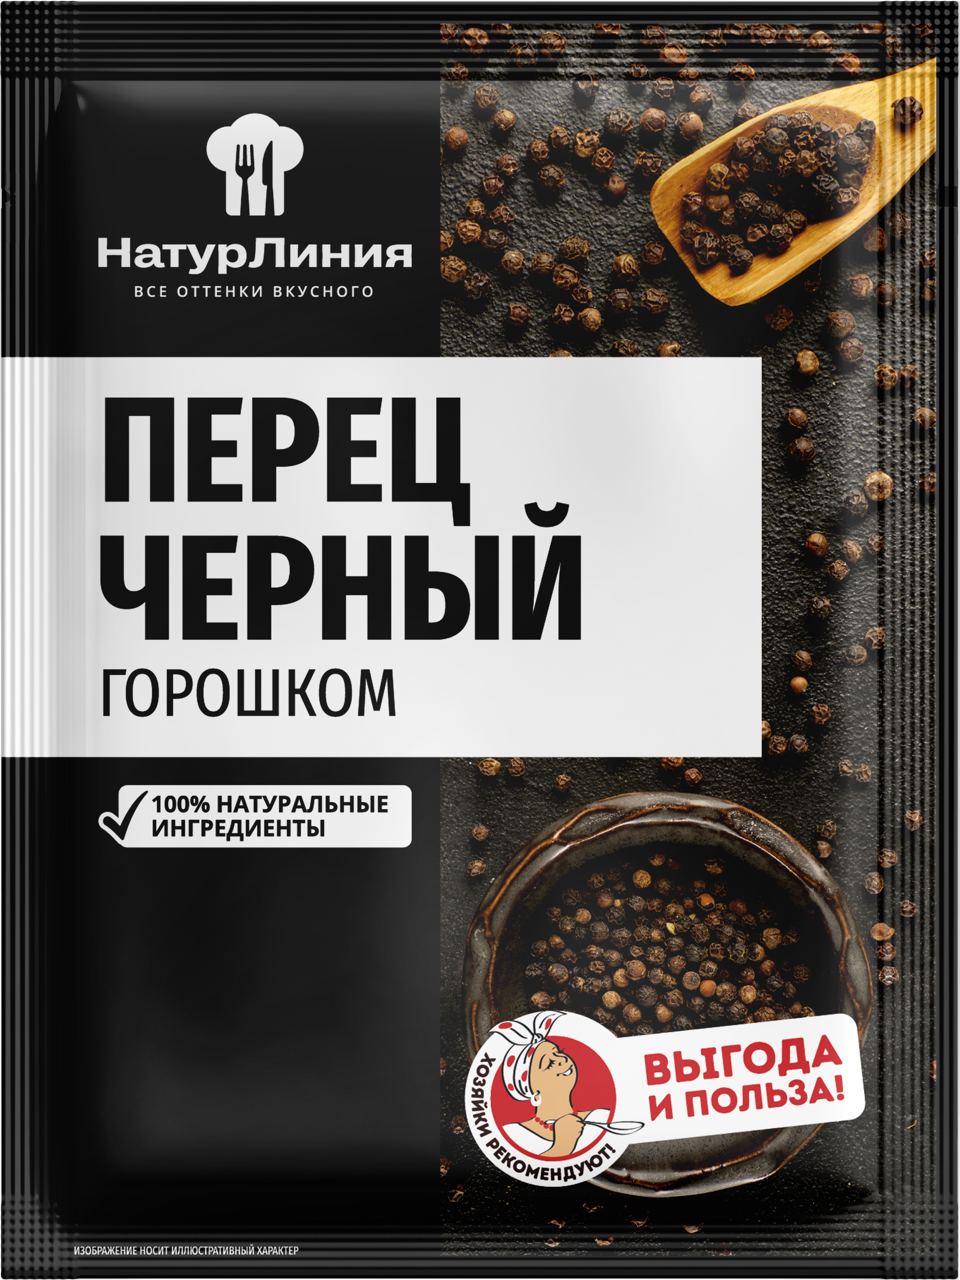 НатурЛиния
ВСЕ ОТТЕНКИ ВКУСНОГО
ПЕРЕЦ
ЧЕРНЫЙ
ГОРОШКОМ
100% НАТУРАЛЬНЫЕ
ИНГРЕДИЕНТЫ
ВЫГОДА
И ПОЛЬЗА!
ХОЗЯЙКИ РЕКОМЕНДУЮТ!
ИЗОБРАЖЕНИЕ НОСИТ ИЛЛЮСТРАТИВНЫЙ ХАРАКТЕР